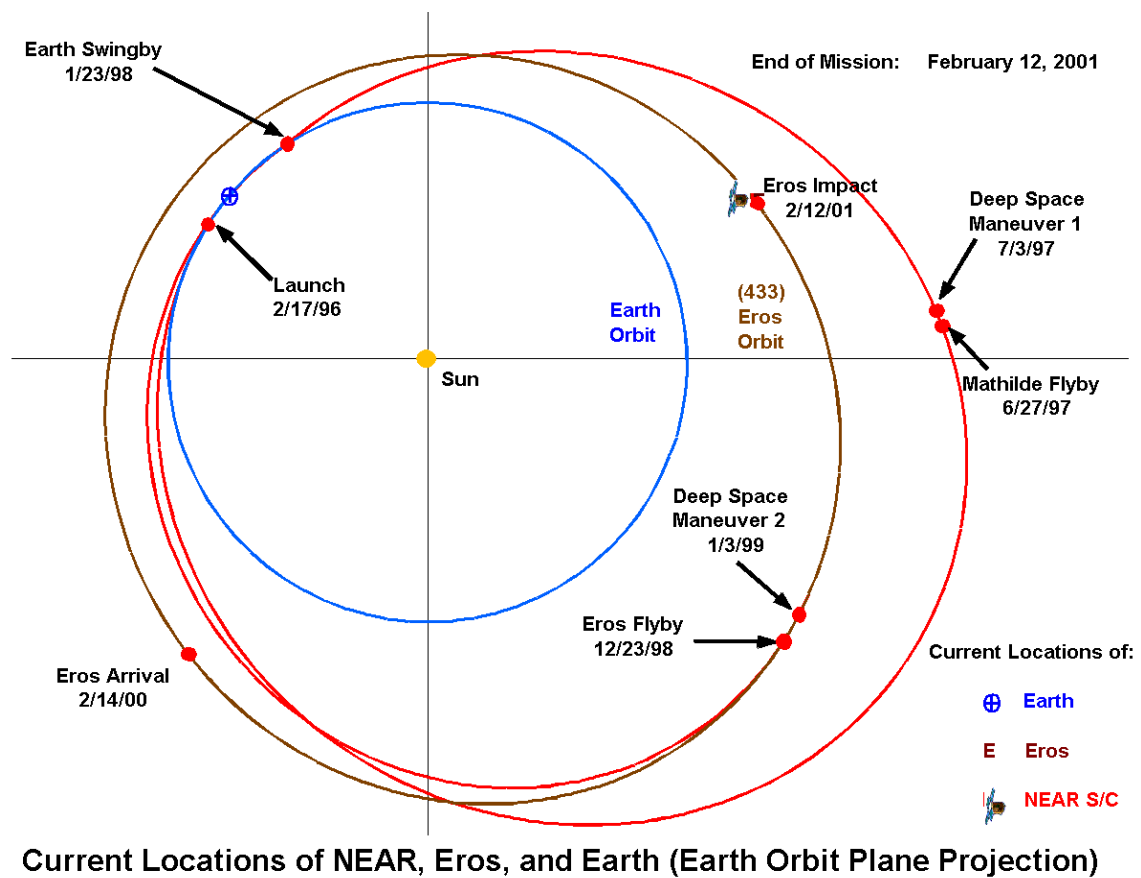 Earth Swingby
1/23/98
End of Mission: February 12, 2001
Eros Impact
2/12/01
Deep Space
Maneuver 1
7/3/97
Launch
2/17/96
Earth
Orbit
(433)
Eros
Orbit
Sun
Mathilde Flyby
6/27/97
Deep Space
Maneuver 2
1/3/99
Eros Flyby
12/23/98
Eros Arrival
2/14/00
Current Locations of:
Earth
E Eros
NEAR S/C
Current Locations of NEAR, Eros, and Earth (Earth Orbit Plane Projection)